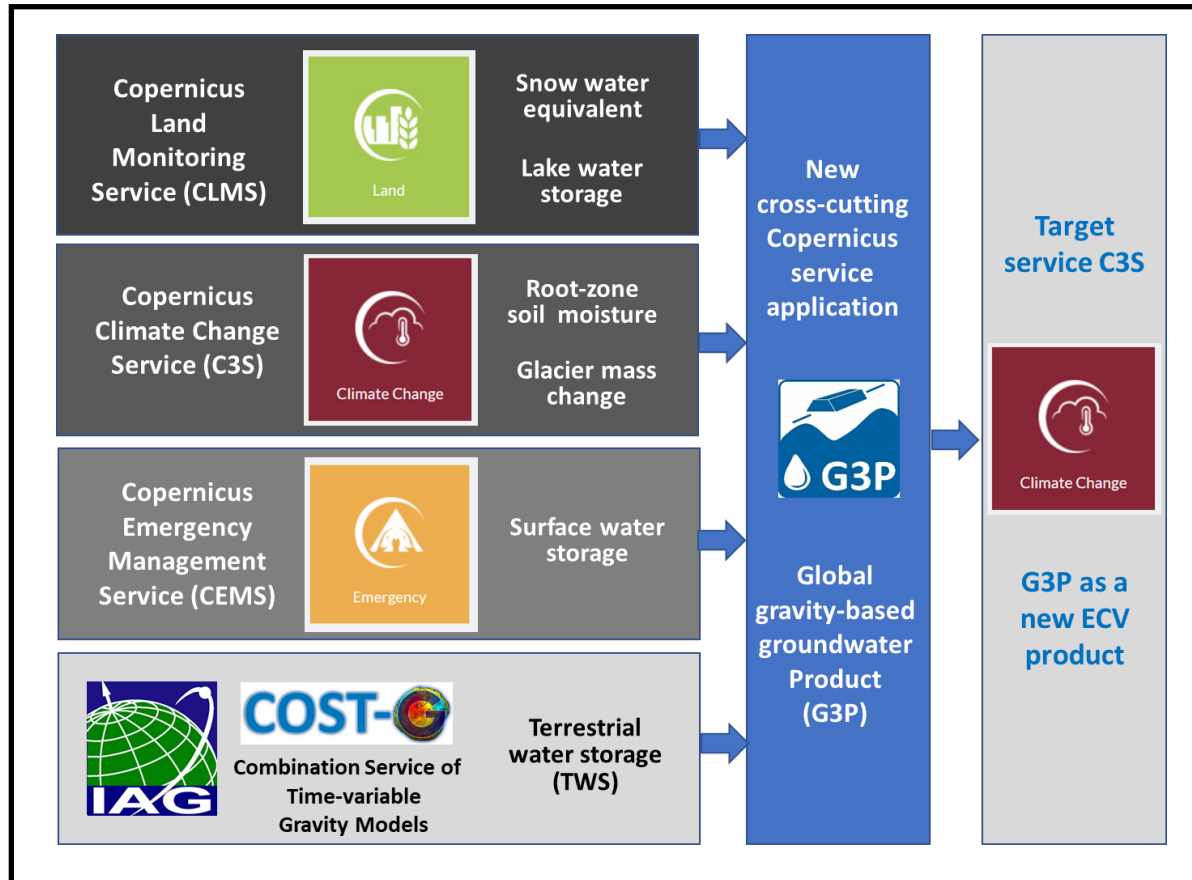 Copernicus
Land
Monitoring
Service (CLMS)
Land
Snow water
equivalent
Lake water
storage
Copernicus
Climate Change
Service (C3S)
Climate Change
Root-zone
soil moisture
Glacier mass
change
Copernicus
Emergency
Management
Service (CEMS)
Emergency
Surface water
storage
IAG
COST-G
Combination Service of
Time-variable
Gravity Models
Terrestrial
water storage
(TWS)
New
cross-cutting
Copernicus
service
application
G3P
Global
gravity-based
groundwater
Product
(G3P)
Target
service C3S
Climate Change
G3P as a
new ECV
product